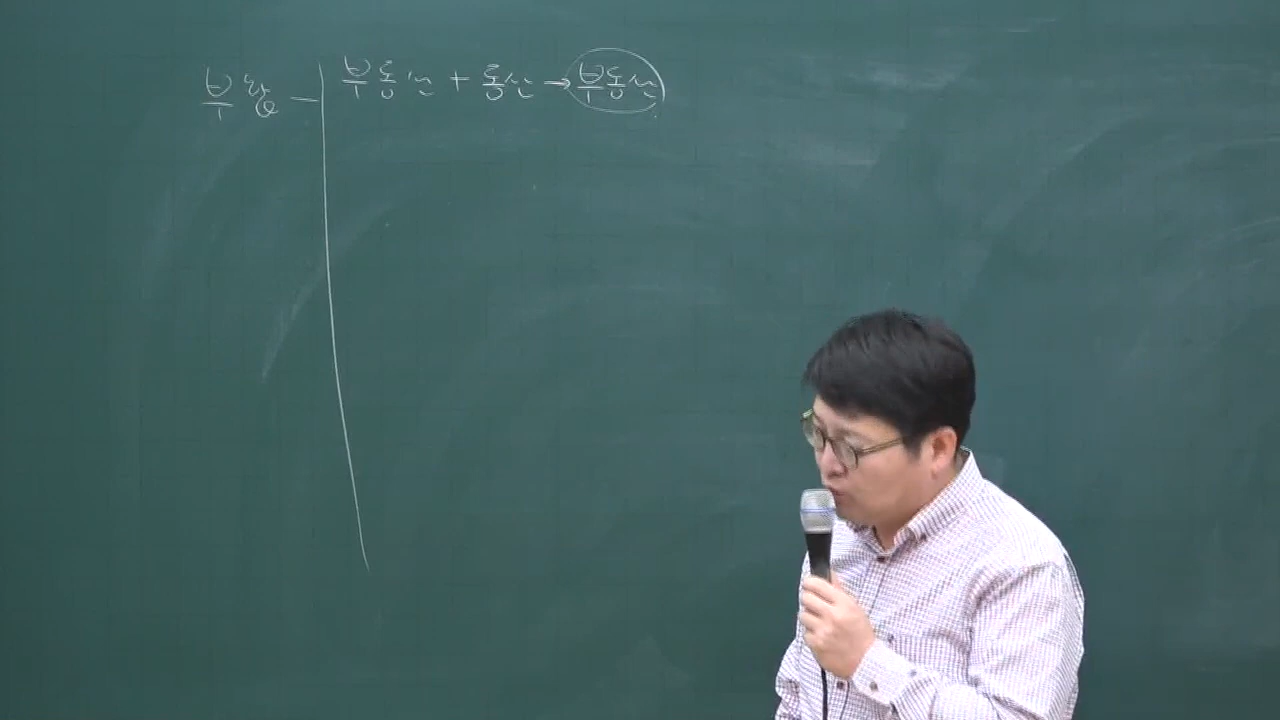 부합 - 부동산 + 동산 → 부동산